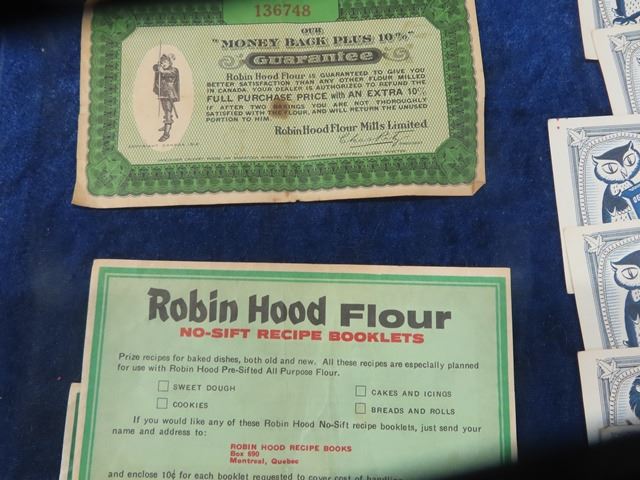 136748
OUR
"MONEY BACK PLUS 10%"
Guarantee
Robin Hood Flour IS GUARANTEED TO GIVE YOU
BETTER SATISFACTION THAN ANY OTHER FLOUR MILLED
IN CANADA. YOUR DEALER IS AUTHORIZED TO REFUND THE
FULL PURCHASE PRICE WITH AN EXTRA 10%
IF AFTER TWO BAKINGS YOU ARE NOT THOROUGHLY
SATISFIED WITH THE FLOUR, AND WILL RETURN THE UNUSED
PORTION TO HIM.
Robin Hood Flour Mills Limited.
Robin Hood Flour
NO-SIFT RECIPE BOOKLETS
Prize recipes for baked dishes, both old and new. All these recipes are especially planned
for use with Robin Hood Pre-Sifted All Purpose Flour.
SWEET DOUGH
CAKES AND ICINGS
COOKIES
BREADS AND ROLLS
If you would like any of these Robin Hood No-Sift recipe booklets, just send your
name and address to:
ROBIN HOOD RECIPE BOOKS
Box 690
Montreal, Quebec
and enclose 10¢ for each booklet requested to cover cost of handling